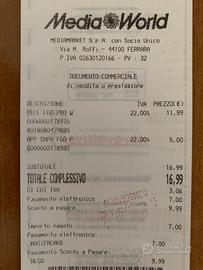 MediaWorld
MEDIAMARKET S.p.A. con Socio Unico
Via M. Roffi - 44100 FERRARA
P.IVA 02630120166 - PV : 32
DOCUMENTO COMMERCIALE
di vendita o prestazione
DESCRIZIONE IVA PREZZO(€)
22.00% 11,99
22.00% 5,00
SUBTOTALE 16,99
TOTALE COMPLESSIVO 16,99
DI CUI IVA 3,06
Pagamento elettronico 7,00
Sconto a pagare 9,99
Importo pagato 7,00
Pagamento elettronico
MASTERCARD 7,00
Pagamento Sconto a Pagare:
9,99
subito.it